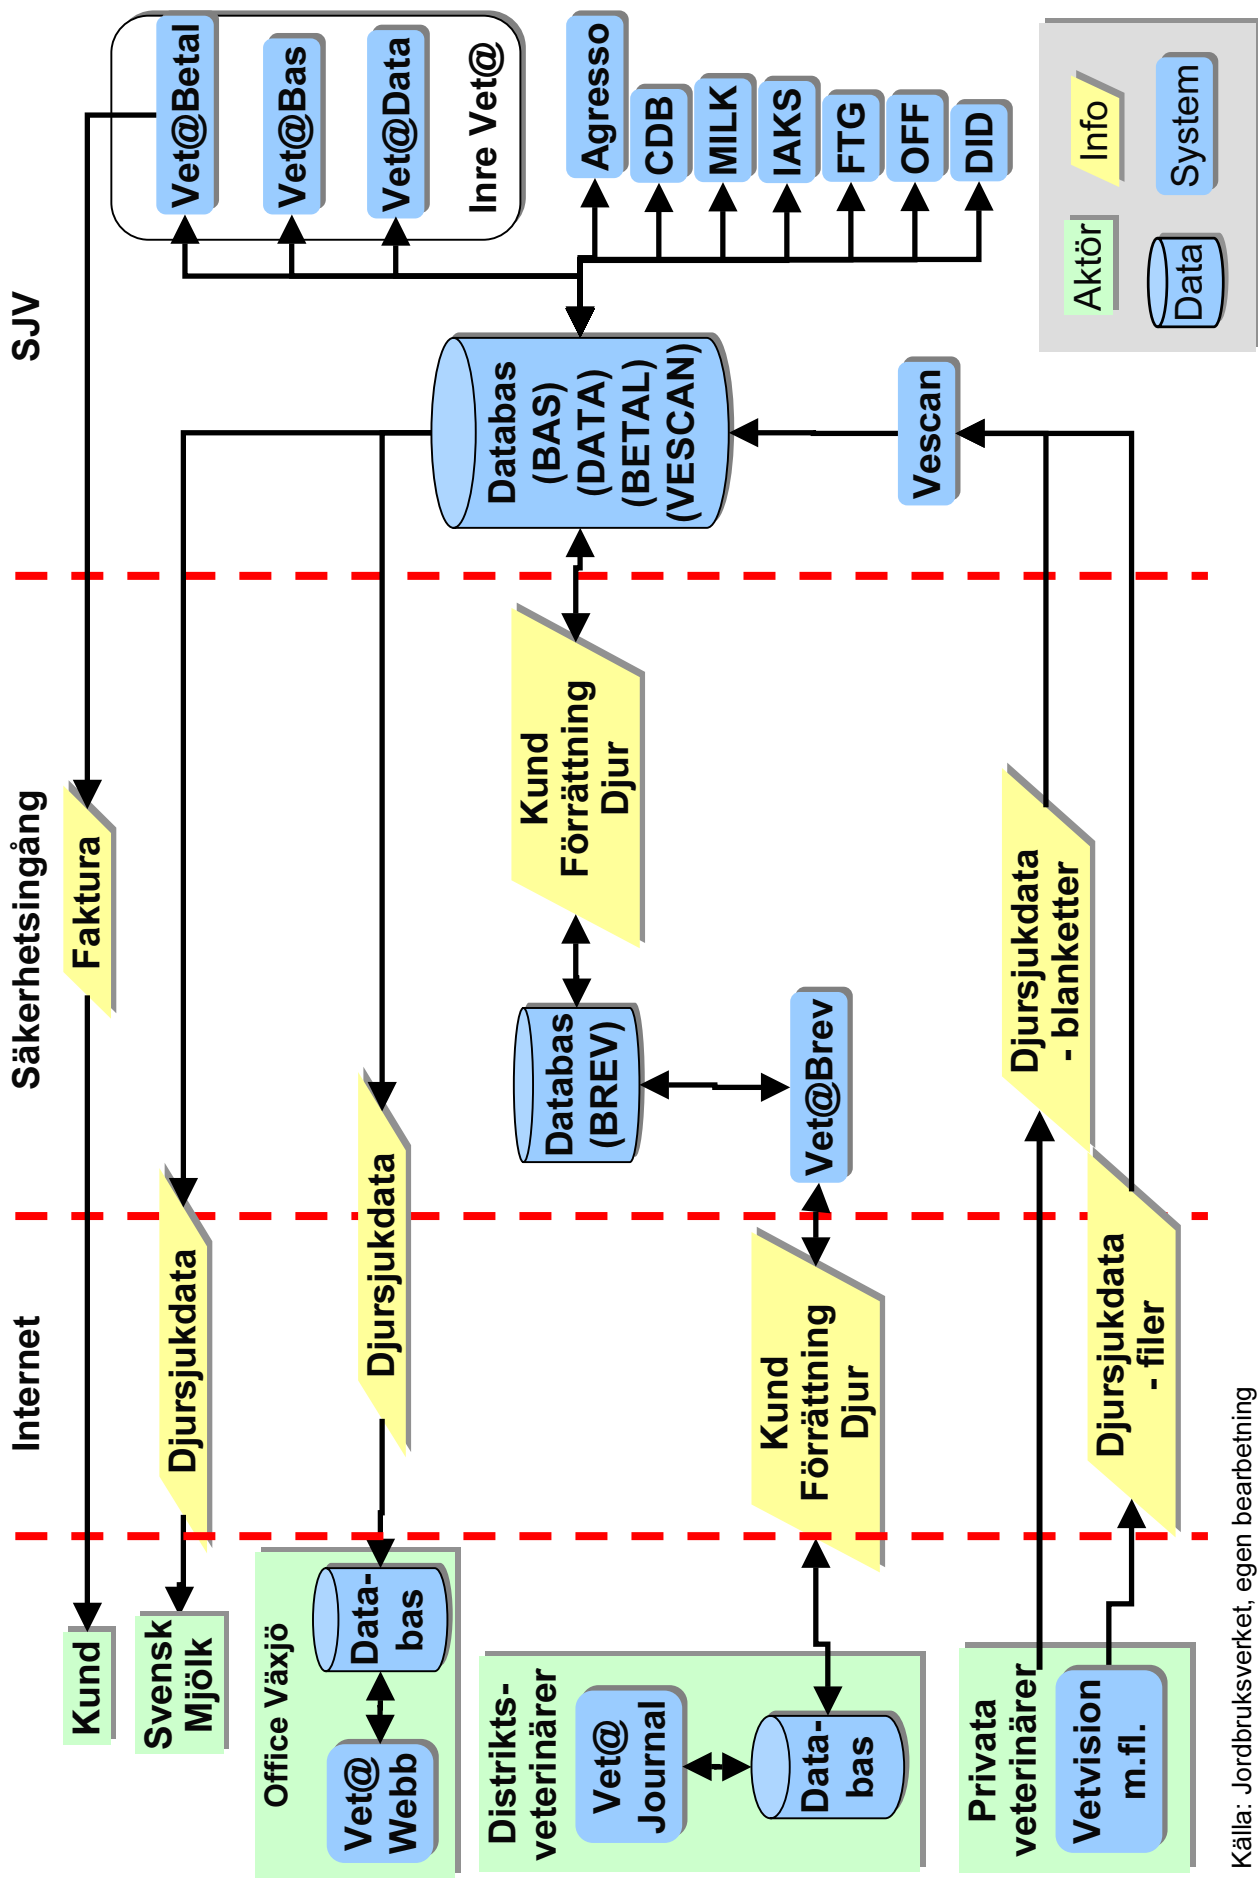 Internet
Säkerhetsingång
SJV
Kund
Faktura
Vet@Betal
Vet@Bas
Vet@Data
Inre Vet@
Svensk
Mjölk
Djursjukdata
Office Växjö
Vet@
Webb
Data-
bas
Djursjukdata
Databas
(BAS)
(DATA)
(BETAL)
(VESCAN)
Agresso
CDB
MILK
IAKS
FTG
OFF
DID
Distrikts-
veterinärer
Vet@
Journal
Data-
bas
Kund
Förrättning
Djur
Databas
(BREV)
Vet@Brev
Kund
Förrättning
Djur
Vescan
Privata
veterinärer
Vetvision
m.fl.
Djursjukdata
- filer
Djursjukdata
- blanketter
Aktör
Info
Data
System
Källa: Jordbruksverket, egen bearbetning